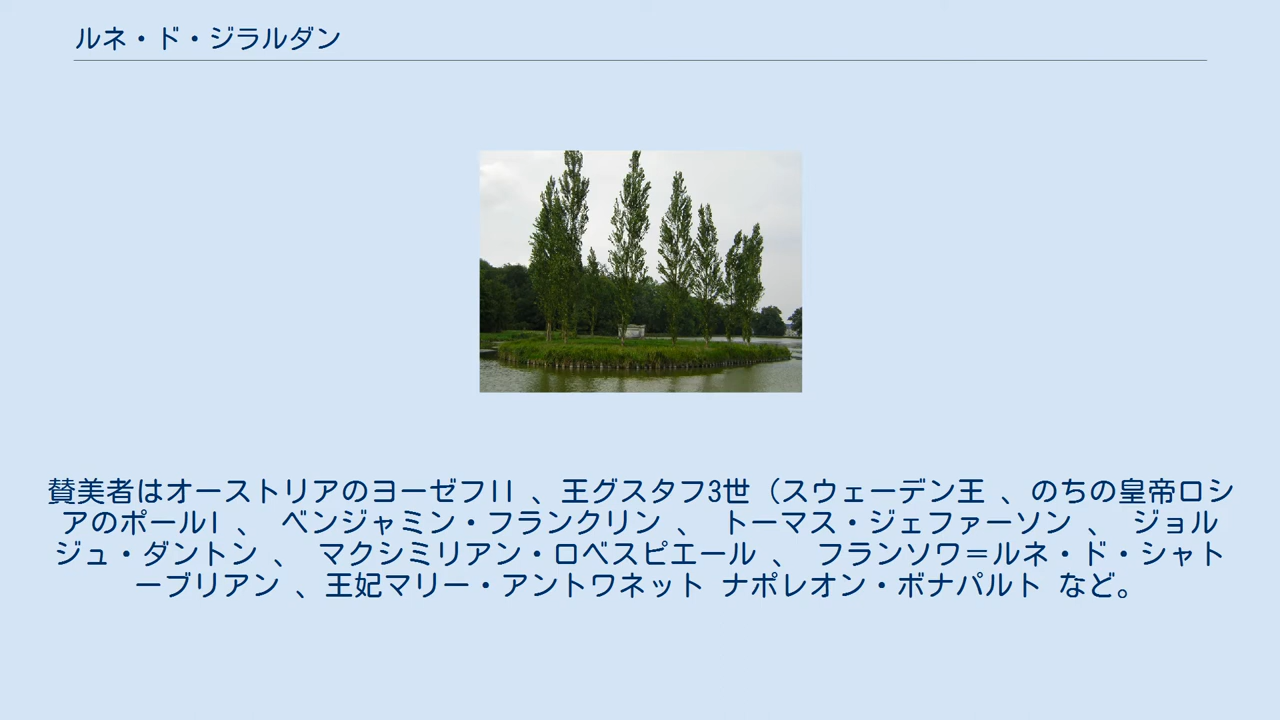 ルネ・ド・ジラルダン
賛美者はオーストリアのヨーゼフII 、王グスタフ3世（スウェーデン王 、のちの皇帝ロシ
アのポールI 、 ベンジャミン・フランクリン 、 トーマス・ジェファーソン 、 ジョル
ジュ・ダントン 、 マクシミリアン・ロベスピエール 、 フランソワ＝ルネ・ド・シャト
ーブリアン 、王妃マリー・アントワネット ナポレオン・ボナパルト など。